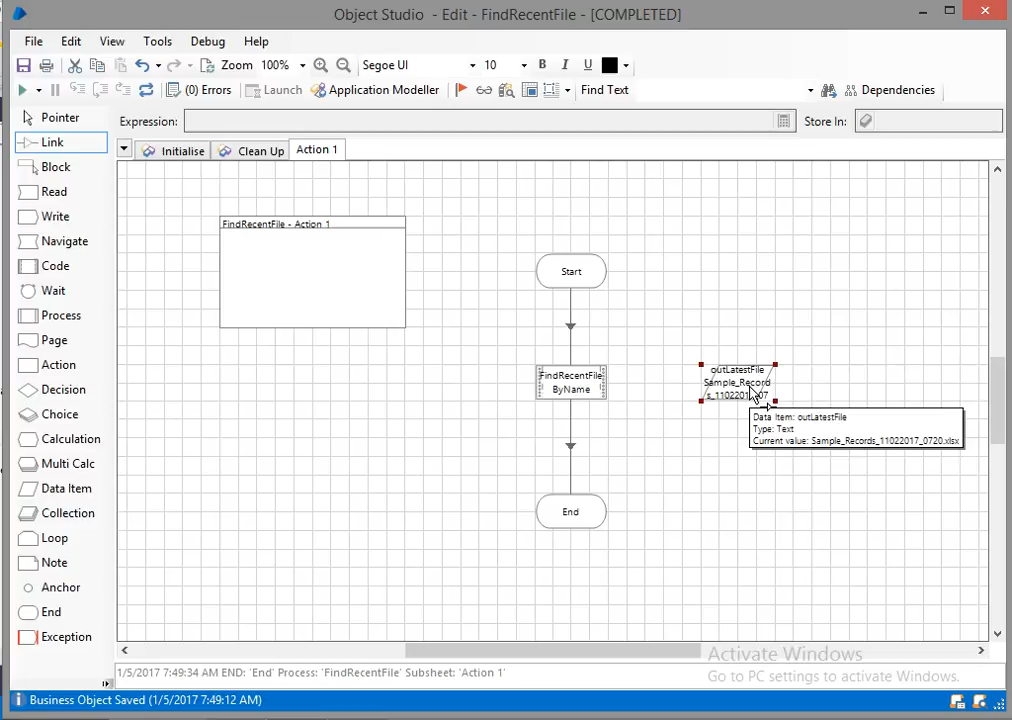 Object Studio - Edit - FindRecentFile - [COMPLETED]
File Edit View Tools Debug Help
Zoom 100% Segoe UI 10 B I U
(0) Errors Launch Application Modeller Find Text Dependencies
Expression: Store In:
Pointer
Link
Block
Read
Write
Navigate
Code
Wait
Process
Page
Action
Decision
Choice
Calculation
Multi Calc
Data Item
Collection
Loop
Note
Anchor
End
Exception
Initialise Clean Up Action 1
FindRecentFile - Action 1
Start
FindRecentFile
ByName
End
outLatestFile
Sample_Record
s_1102201 07
Data Item: outLatestFile
Type: Text
Current value: Sample_Records_11022017_0720.xlsx
Activate Windows
Go to PC settings to activate Windows.
1/5/2017 7:49:34 AM END: 'End' Process: 'FindRecentFile' Subsheet: 'Action 1'
Business Object Saved (1/5/2017 7:49:12 AM)